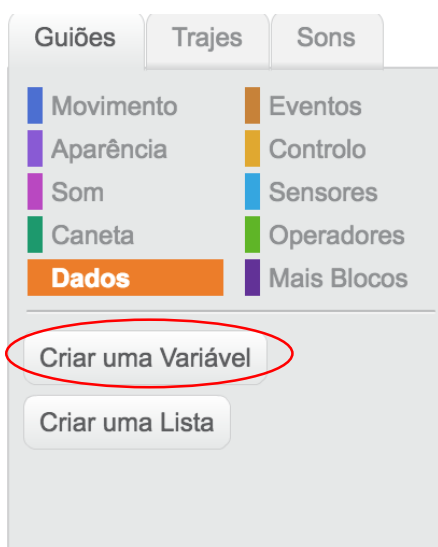 Guiões Trajes Sons
Movimento Eventos
Aparência Controlo
Som Sensores
Caneta Operadores
Dados Mais Blocos
Criar uma Variável
Criar uma Lista